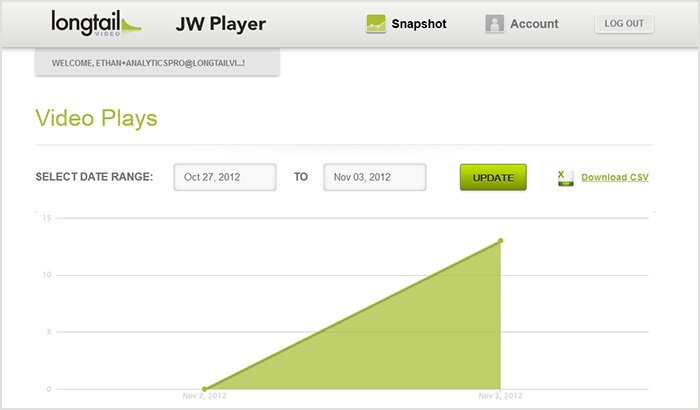 longtail VIDEO JW Player Snapshot Account LOG OUT
WELCOME, ETHAN+ANALYTICSPRO@LONGTAILVI...!
Video Plays
SELECT DATE RANGE: Oct 27, 2012 TO Nov 03, 2012 UPDATE X CSV Download CSV
15
10
5
0
Nov 2, 2012 Nov 3, 2012